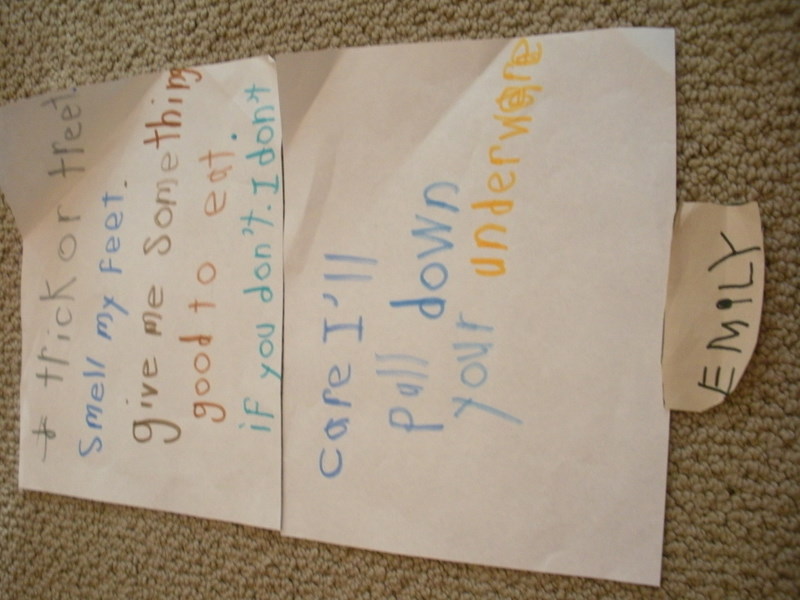 trick or treet.
smell my feet.
give me something
good to eat.
if you don't. I don't
care I'll
pull down
your underware
EMILY